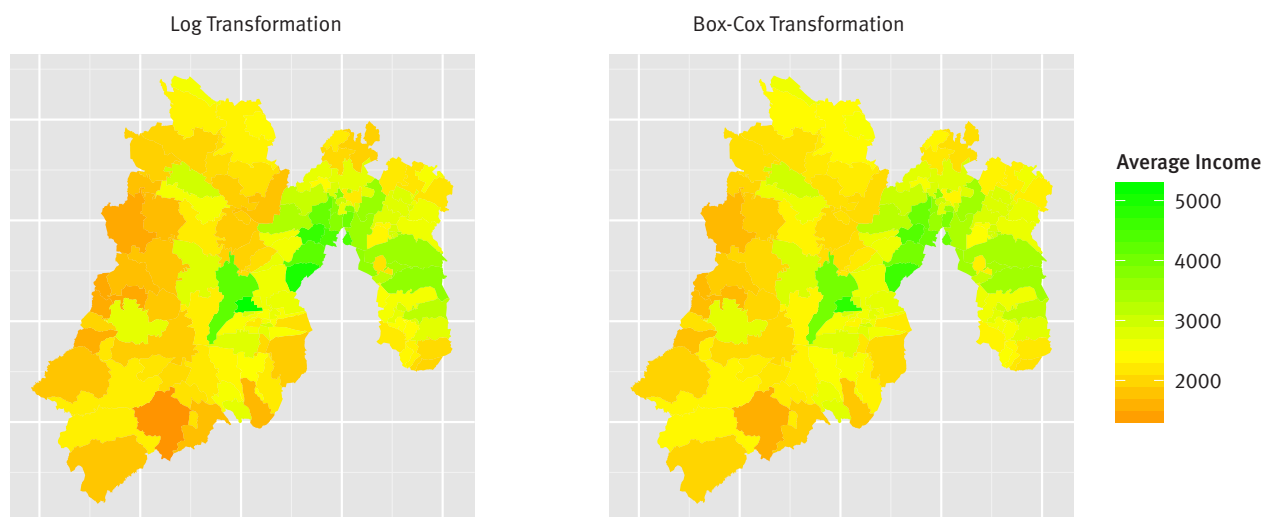 Log Transformation
Box-Cox Transformation
Average Income
5000
4000
3000
2000